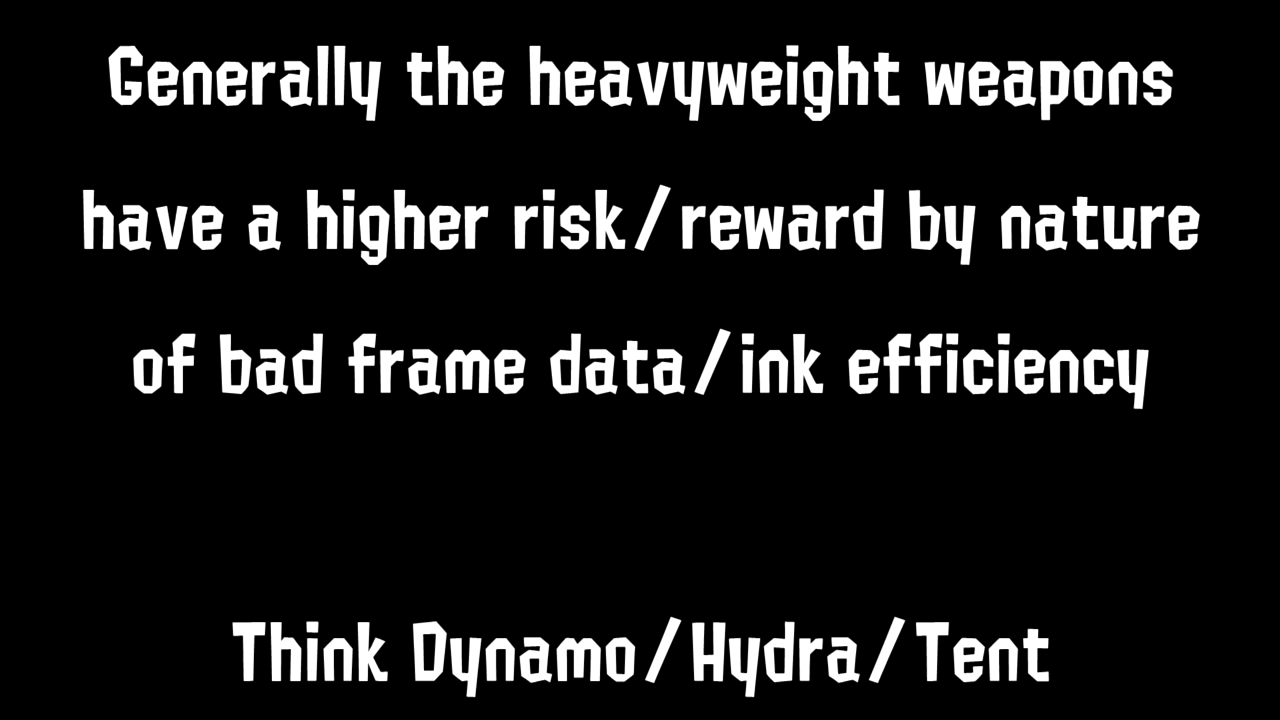 Generally the heavyweight weapons
have a higher risk/reward by nature
of bad frame data/ink efficiency
Think Dynamo/Hydra/Tent